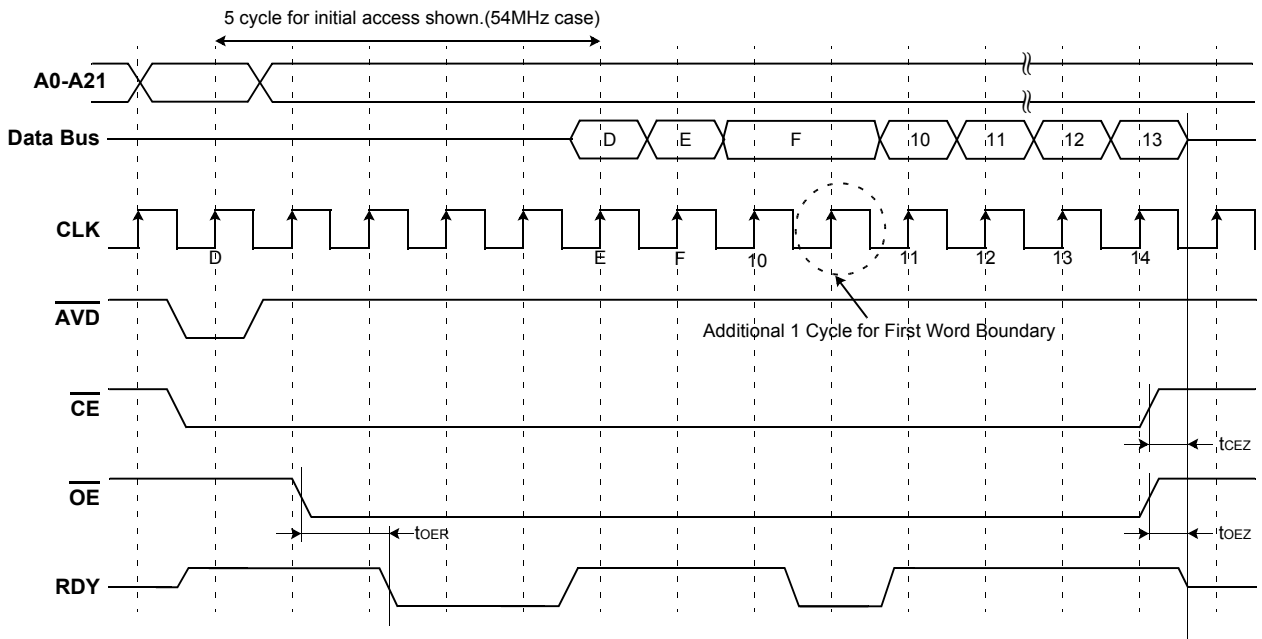 5 cycle for initial access shown.(54MHz case)
A0-A21
Data Bus
D E F 10 11 12 13
CLK
D E F 10 11 12 13 14
AVD
Additional 1 Cycle for First Word Boundary
CE
tCEZ
OE
tOER
tOEZ
RDY